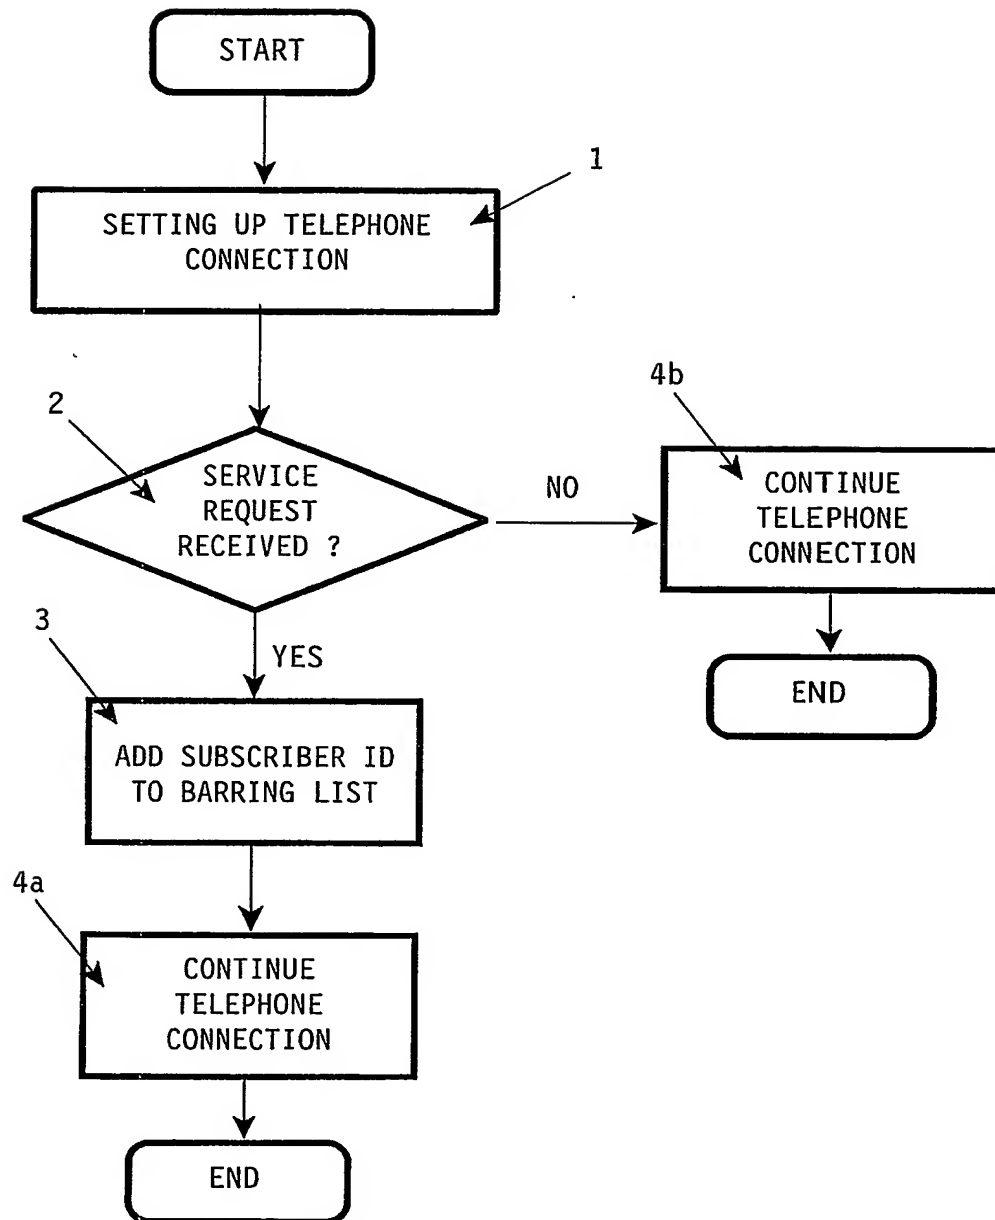 START
1
SETTING UP TELEPHONE
CONNECTION
2
SERVICE
REQUEST
RECEIVED ?
NO
4b
CONTINUE
TELEPHONE
CONNECTION
END
YES
3
ADD SUBSCRIBER ID
TO BARRING LIST
4a
CONTINUE
TELEPHONE
CONNECTION
END